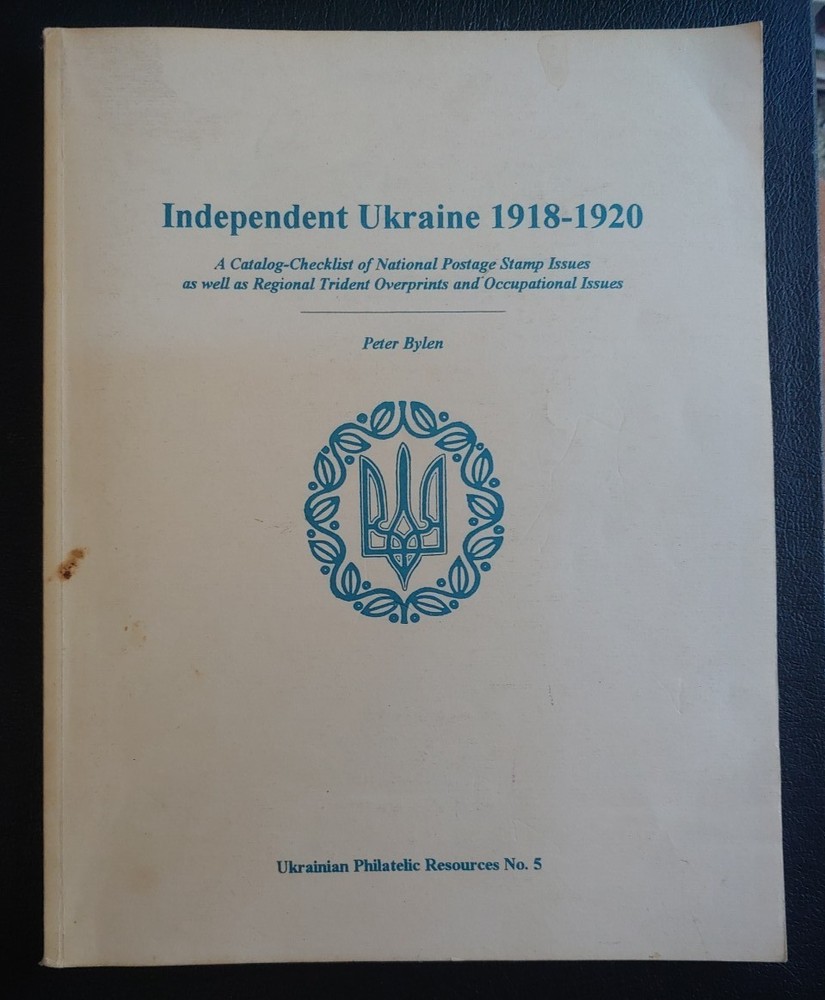 Independent Ukraine 1918-1920
A Catalog-Checklist of National Postage Stamp Issues
as well as Regional Trident Overprints and Occupational Issues
Peter Bylen
Ukrainian Philatelic Resources No. 5